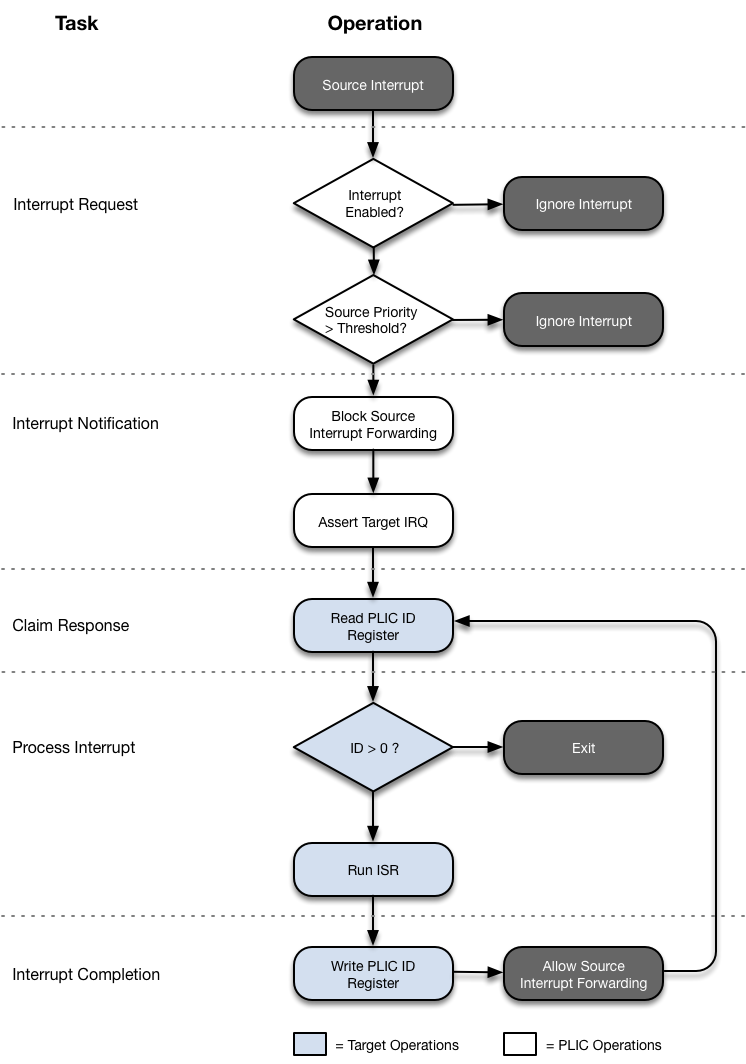 Task
Operation
Source Interrupt
Interrupt Request
Interrupt
Enabled?
Ignore Interrupt
Source Priority
> Threshold?
Ignore Interrupt
Interrupt Notification
Block Source
Interrupt Forwarding
Assert Target IRQ
Claim Response
Read PLIC ID
Register
Process Interrupt
ID > 0 ?
Exit
Run ISR
Interrupt Completion
Write PLIC ID
Register
Allow Source
Interrupt Forwarding
= Target Operations
= PLIC Operations